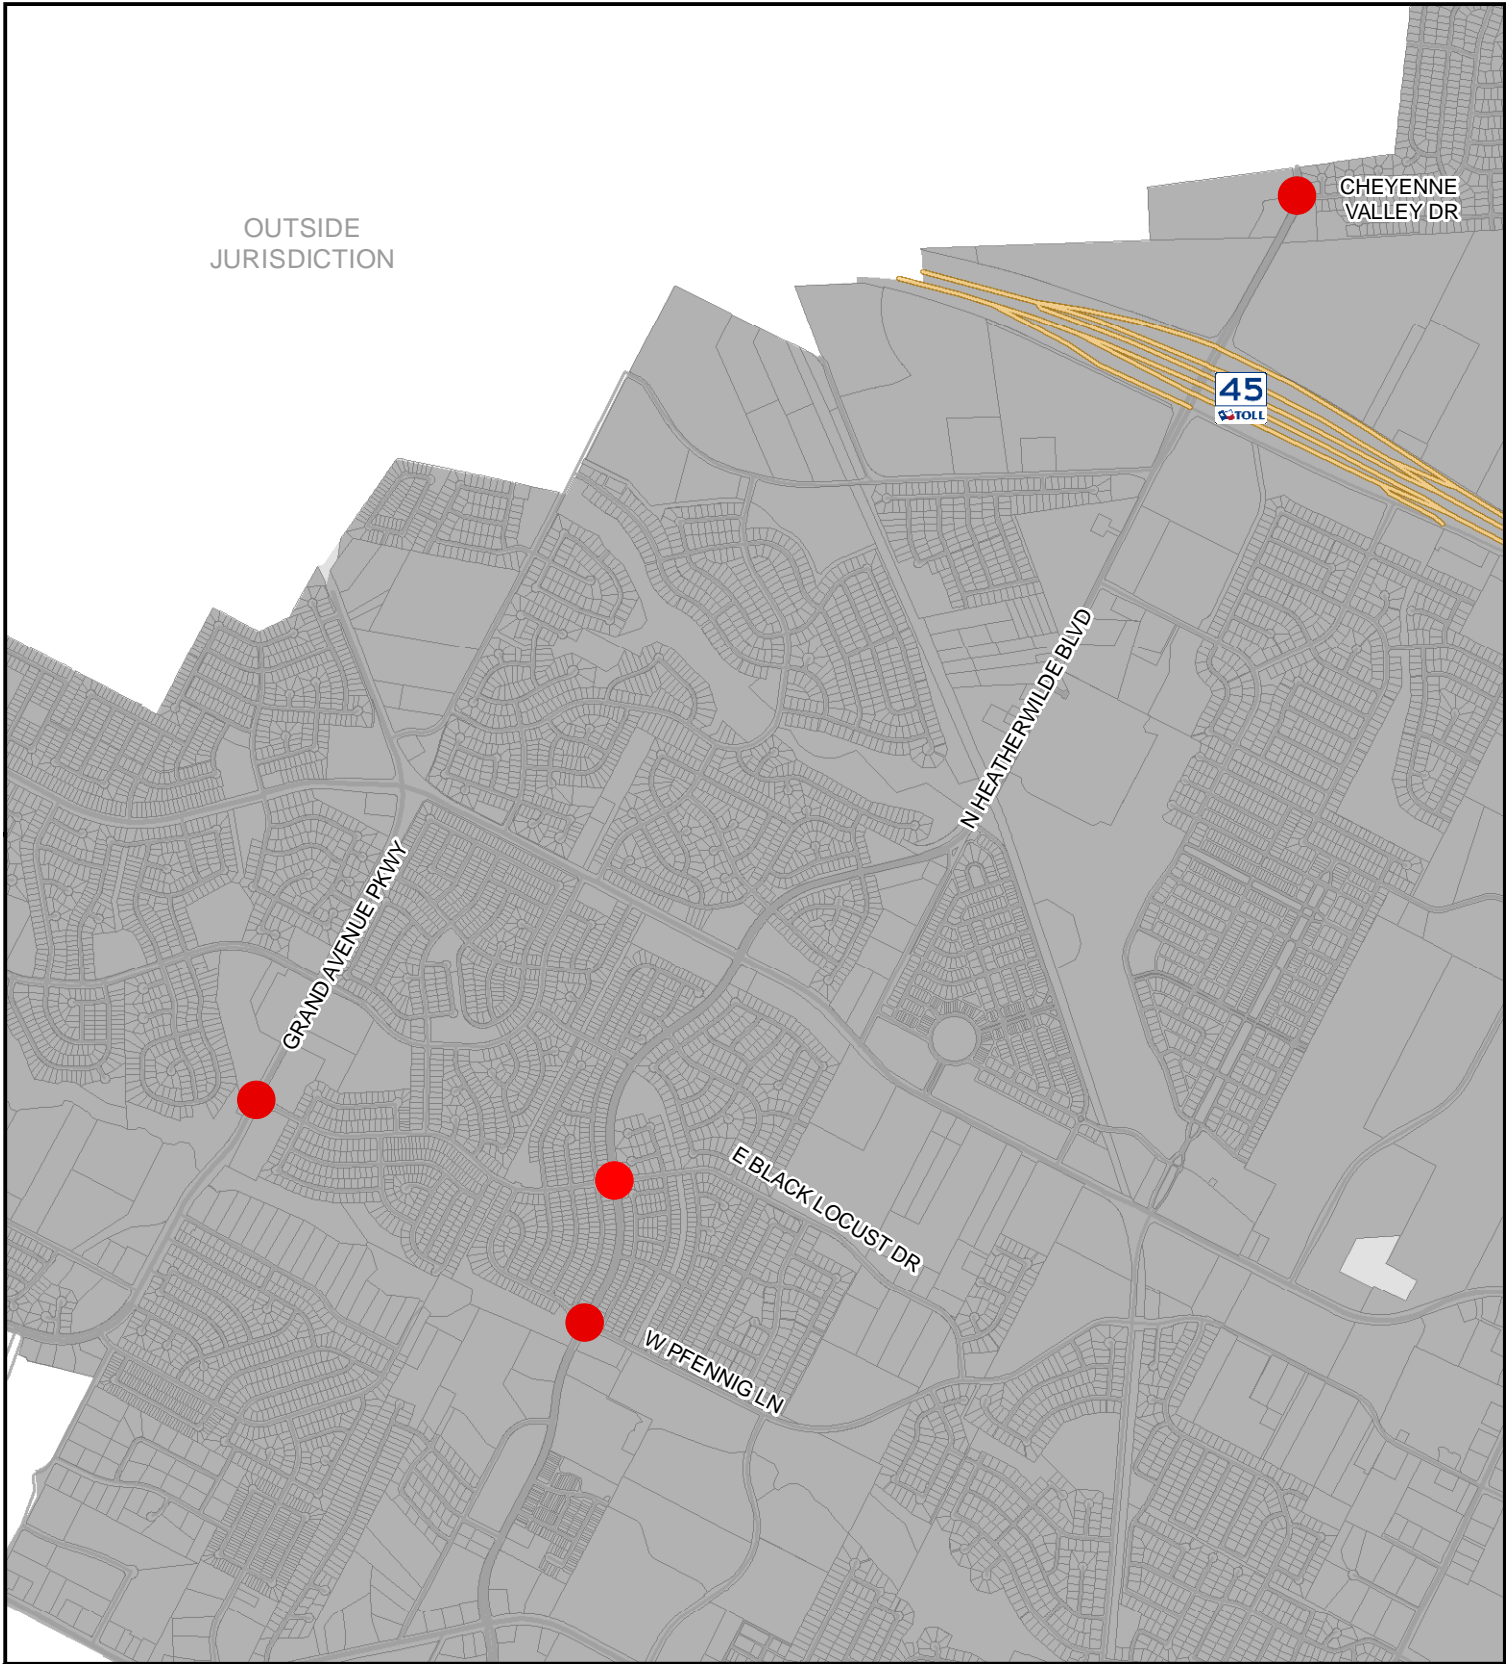 CHEYENNE
VALLEY DR
OUTSIDE
JURISDICTION
45
TOLL
N HEATHERWILDE BLVD
GRAND AVENUE PKWY
E BLACK LOCUST DR
W PFENNIG LN